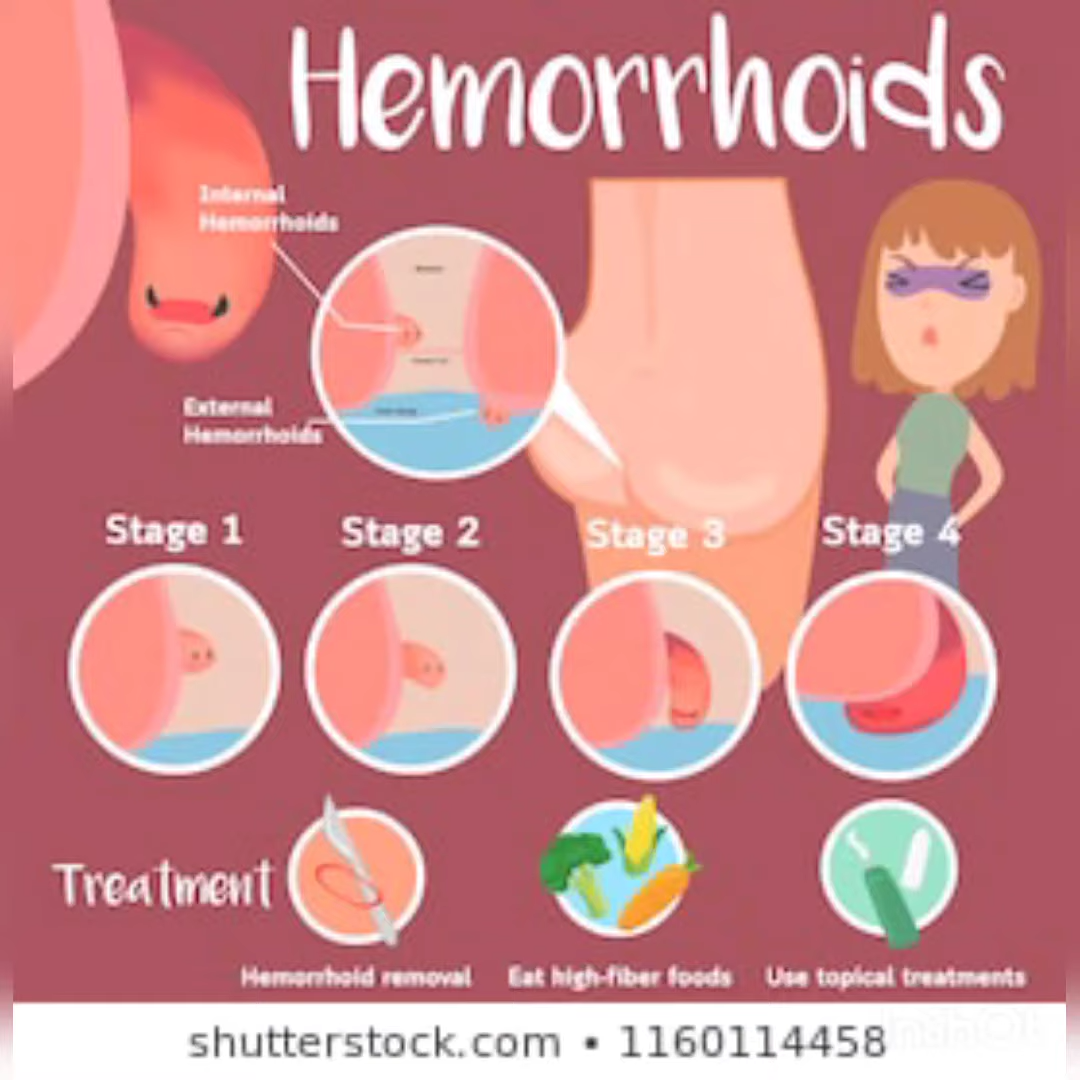 Hemorrhoids
Internal
Hemorrhoids
External
Hemorrhoids
Stage 1
Stage 2
Stage 3
Stage 4
Treatment
Hemorrhoid removal
Eat high-fiber foods
Use topical treatments
shutterstock.com • 1160114458